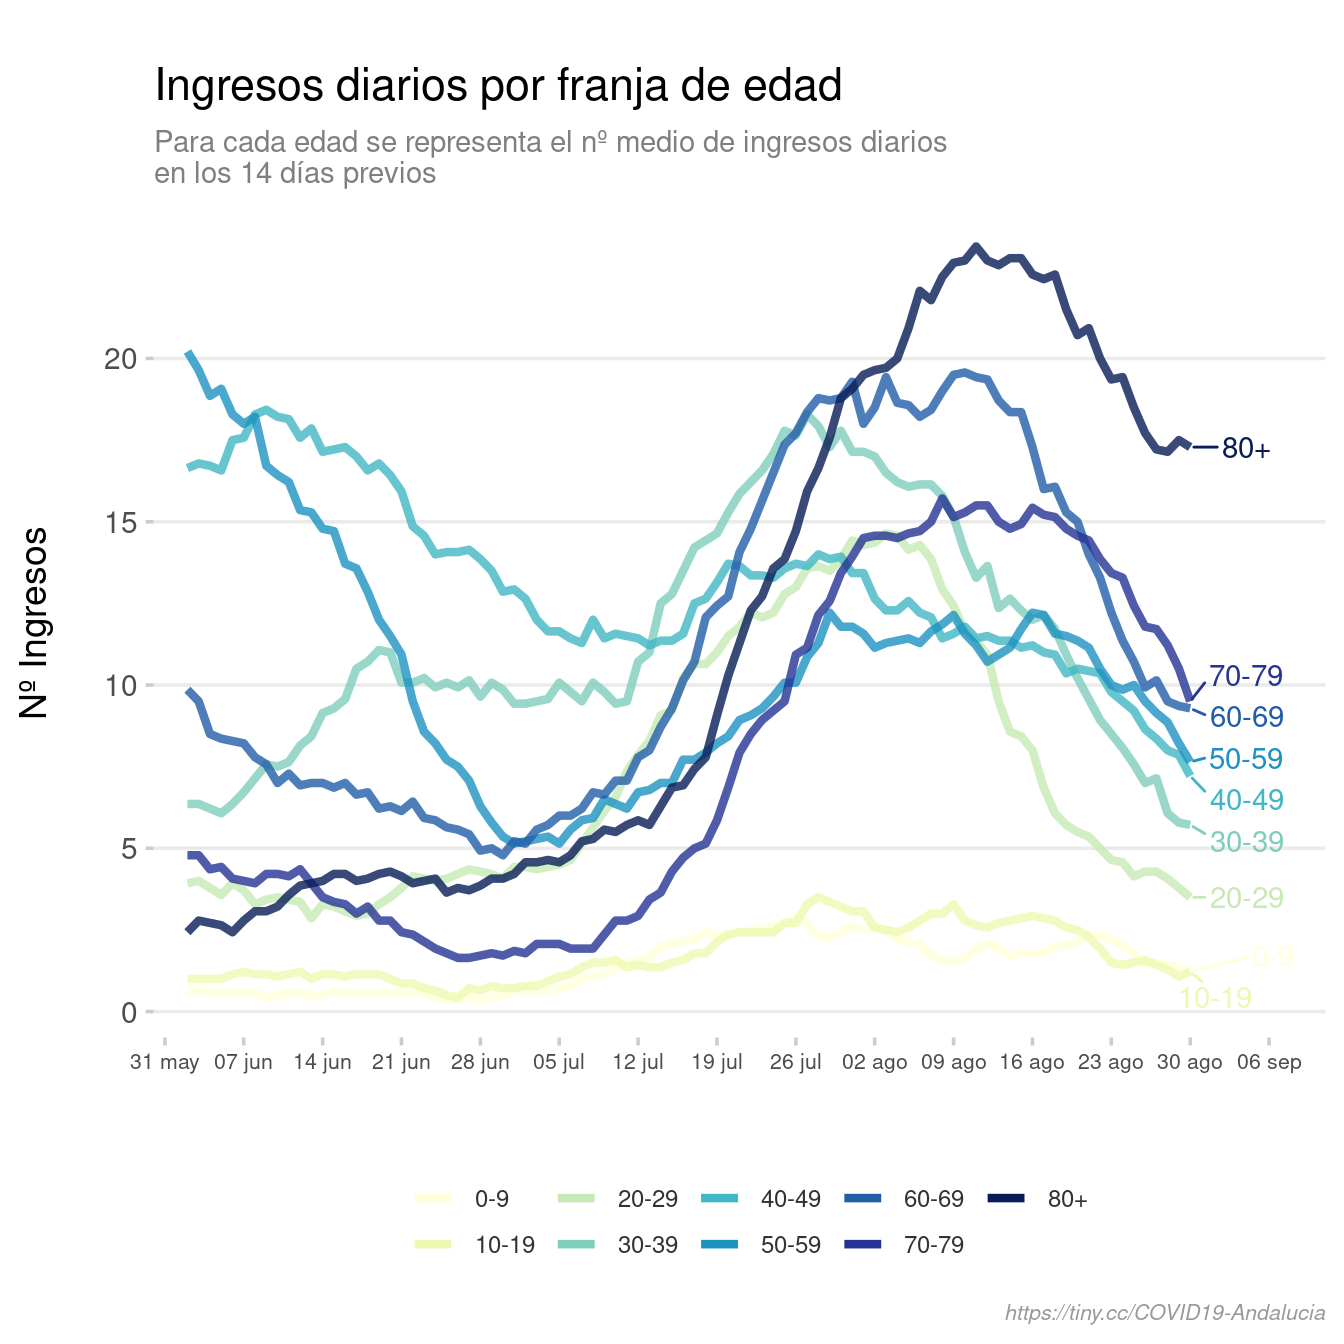 Ingresos diarios por franja de edad
Para cada edad se representa el nº medio de ingresos diarios
en los 14 días previos
Nº Ingresos
20
15
10
5
0
80+
70-79
60-69
50-59
40-49
30-39
20-29
0-9
10-19
31 may 07 jun 14 jun 21 jun 28 jun 05 jul 12 jul 19 jul 26 jul 02 ago 09 ago 16 ago 23 ago 30 ago 06 sep
0-9 20-29 40-49 60-69 80+
10-19 30-39 50-59 70-79
https://tiny.cc/COVID19-Andalucia